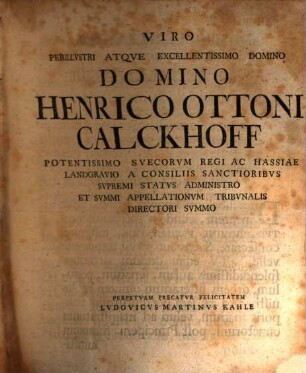 VIRO
PERILLVSTRI ATQVE EXCELLENTISSIMO DOMINO
DOMINO
HENRICO OTTONI
CALCKHOFF
POTENTISSIMO SVECORVM REGI AC HASSIAE
LANDGRAVIO A CONSILIIS SANCTIORIBVS
SVPREMI STATVS ADMINISTRO
ET SVMMI APPELLATIONVM TRIBVNALIS
DIRECTORI SVMMO
PERPETVAM PRECATVR FELICITATEM
LVDOVICVS MARTINVS KAHLE